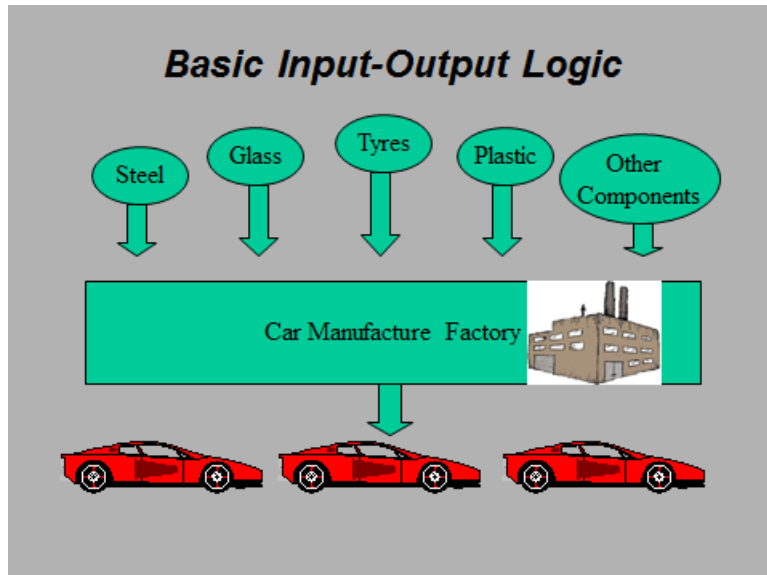 Basic Input-Output Logic
Steel
Glass
Tyres
Plastic
Other
Components
Car Manufacture Factory